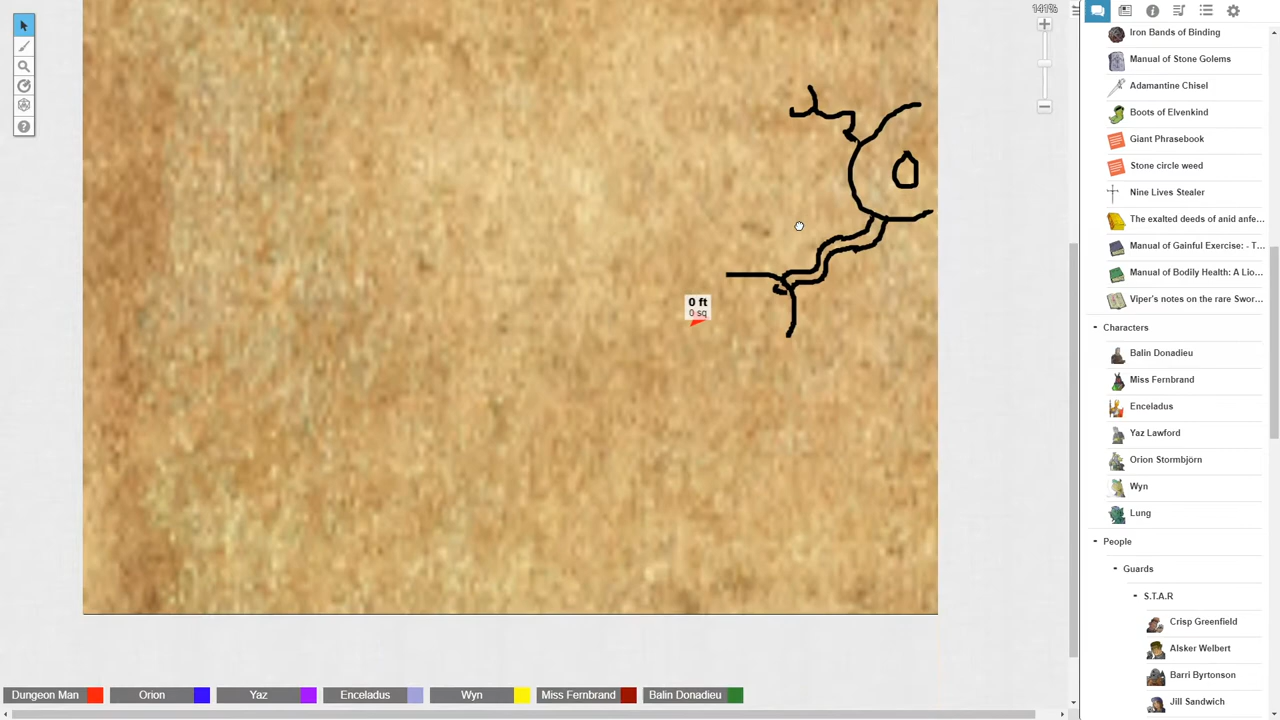 141%
Iron Bands of Binding
Manual of Stone Golems
Adamantine Chisel
Boots of Elvenkind
Giant Phrasebook
Stone circle weed
Nine Lives Stealer
The exalted deeds of anid anfe...
Manual of Gainful Exercise: - T...
Manual of Bodily Health: A Lio...
Viper's notes on the rare Swor...
Characters
Balin Donadieu
Miss Fernbrand
Enceladus
Yaz Lawford
Orion Stormbjörn
Wyn
Lung
People
Guards
S.T.A.R
Crisp Greenfield
Alsker Welbert
Barri Byrtonson
Jill Sandwich
0 ft
0 sq
Dungeon Man Orion Yaz Enceladus Wyn Miss Fernbrand Balin Donadieu